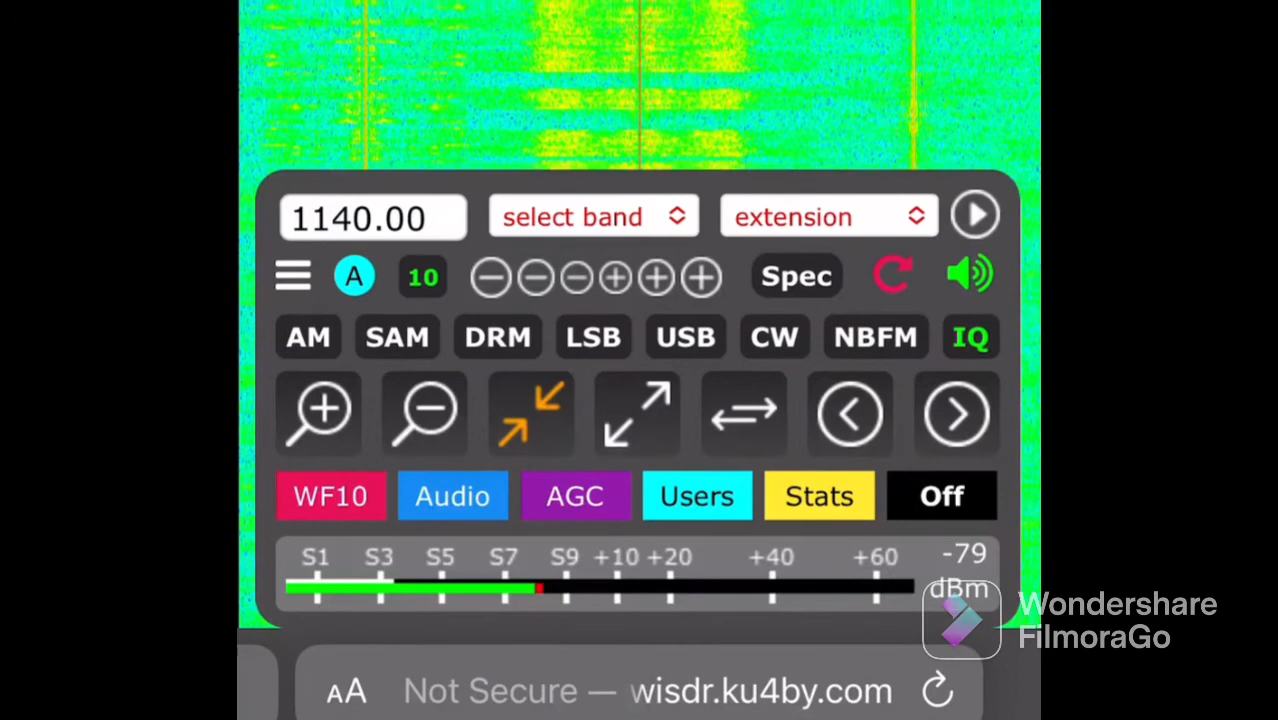 1140.00 select band extension
A 10 Spec
AM SAM DRM LSB USB CW NBFM IQ
WF10 Audio AGC Users Stats Off
S1 S3 S5 S7 S9 +10 +20 +40 +60 -79
dBm
Wondershare
FilmoraGo
AA Not Secure — wisdr.ku4by.com